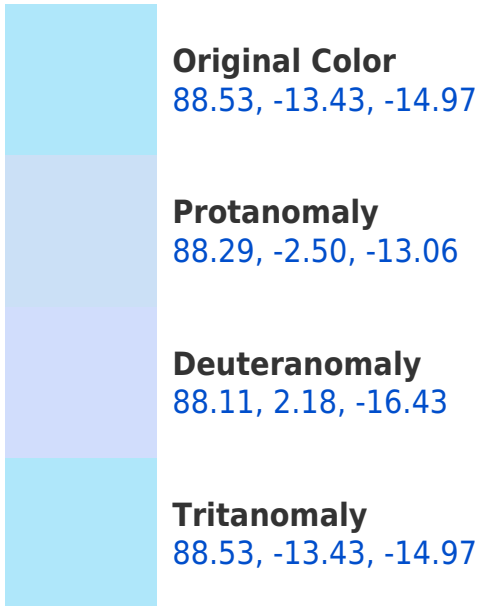 Original Color
88.53, -13.43, -14.97
Protanomaly
88.29, -2.50, -13.06
Deuteranomaly
88.11, 2.18, -16.43
Tritanomaly
88.53, -13.43, -14.97